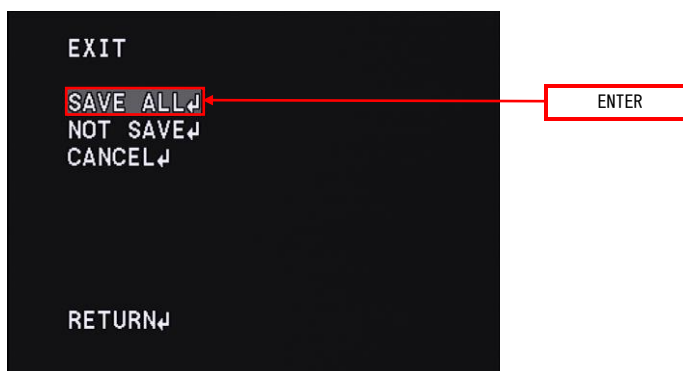 EXIT
SAVE ALL↲
ENTER
NOT SAVE↲
CANCEL↲
RETURN↲